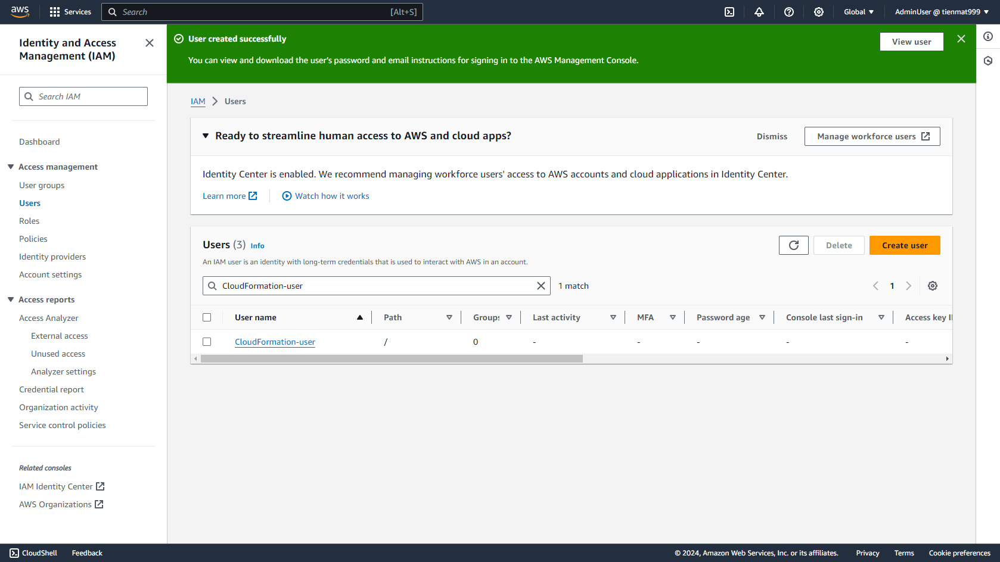 aws
Services
Search
[Alt+S]
Global
AdminUser @ tienmat999
Identity and Access
Management (IAM)
Search IAM
Dashboard
Access management
User groups
Users
Roles
Policies
Identity providers
Account settings
Access reports
Access Analyzer
External access
Unused access
Analyzer settings
Credential report
Organization activity
Service control policies
Related consoles
IAM Identity Center
AWS Organizations
User created successfully
View user
You can view and download the user's password and email instructions for signing in to the AWS Management Console.
IAM > Users
Ready to streamline human access to AWS and cloud apps?
Dismiss
Manage workforce users
Identity Center is enabled. We recommend managing workforce users' access to AWS accounts and cloud applications in Identity Center.
Learn more
Watch how it works
Users (3) Info
Delete
Create user
An IAM user is an identity with long-term credentials that is used to interact with AWS in an account.
CloudFormation-user
1 match
1
User name Path Groups Last activity MFA Password age Console last sign-in Access key I
CloudFormation-user / 0 - - - - -
CloudShell
Feedback
© 2024, Amazon Web Services, Inc. or its affiliates.
Privacy
Terms
Cookie preferences